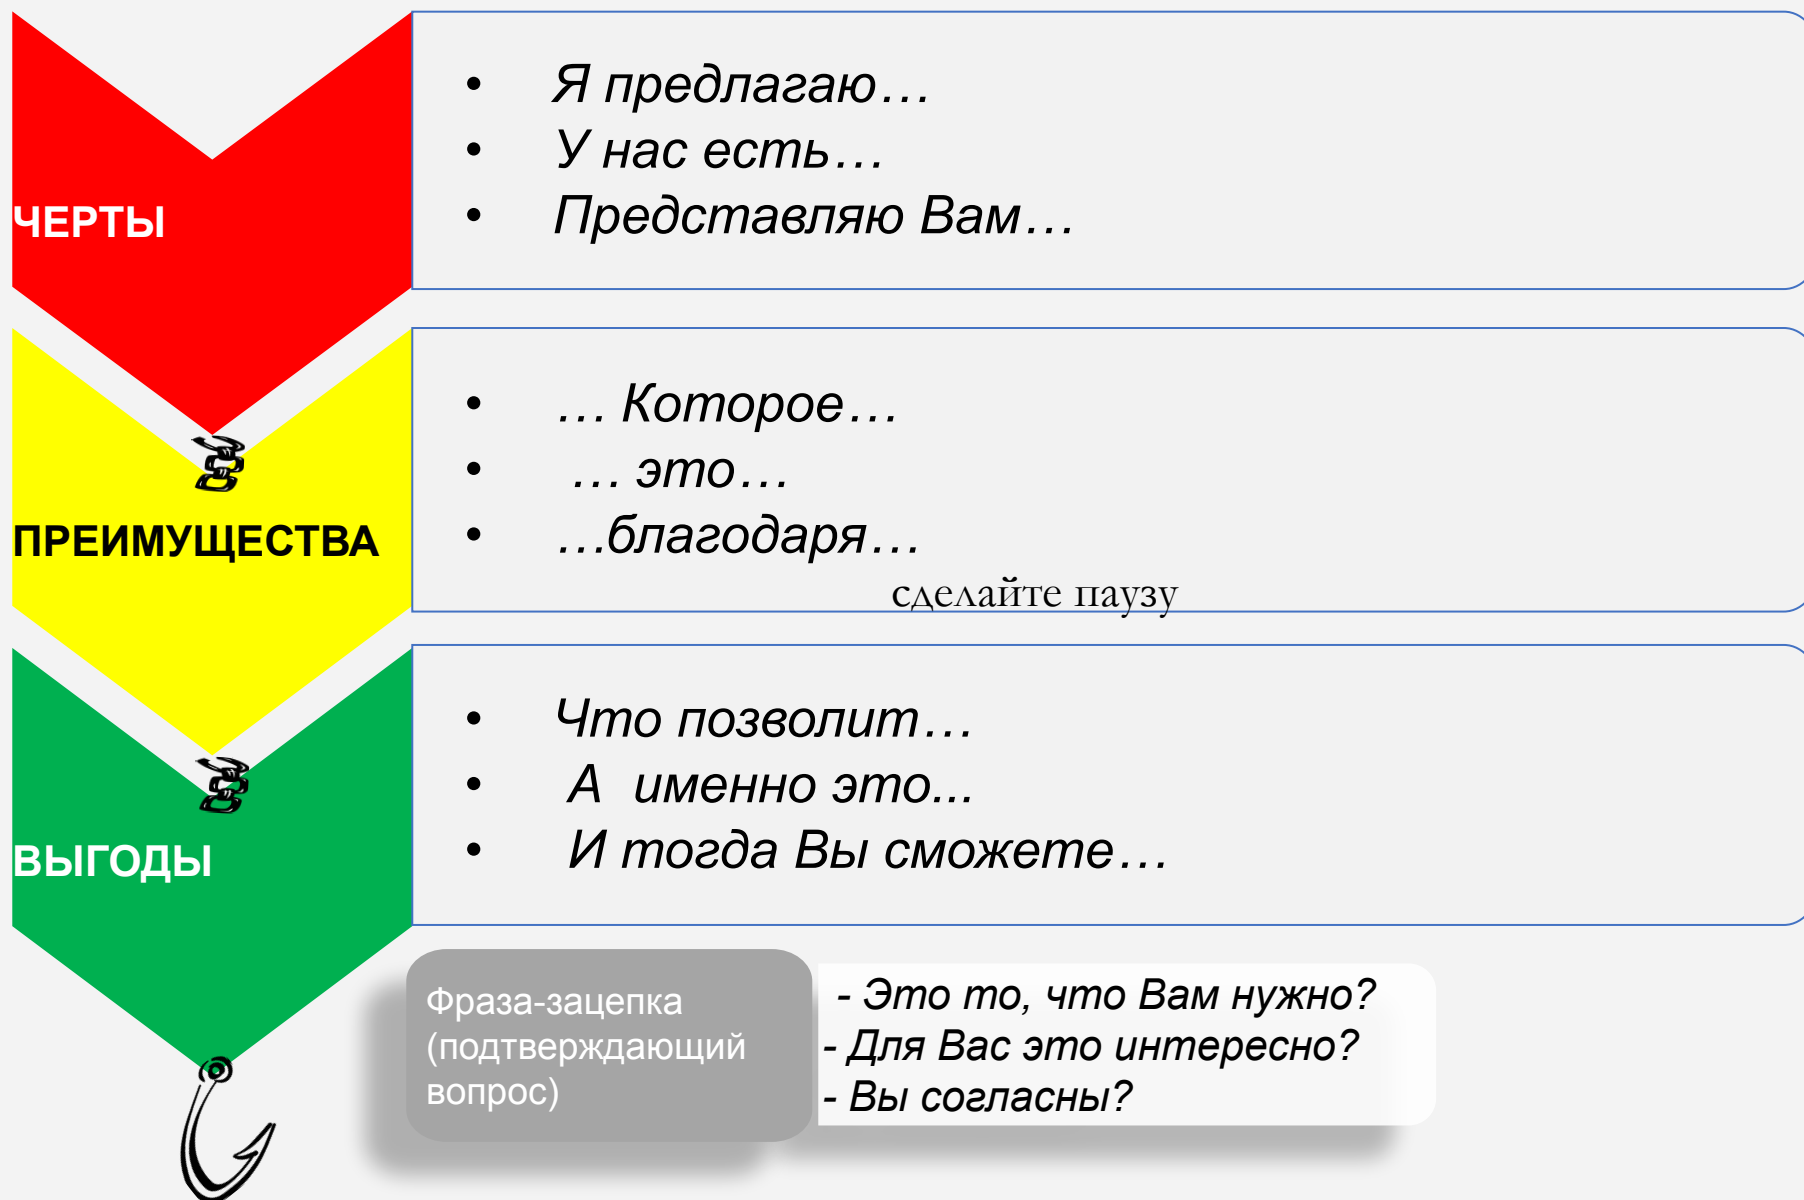 ЧЕРТЫ
• Я предлагаю…
• У нас есть…
• Представляю Вам…
ПРЕИМУЩЕСТВА
• … Которое…
• … это…
• …благодаря…
сделайте паузу
ВЫГОДЫ
• Что позволит…
• А именно это...
• И тогда Вы сможете…
Фраза-зацепка
(подтверждающий
вопрос)
- Это то, что Вам нужно?
- Для Вас это интересно?
- Вы согласны?